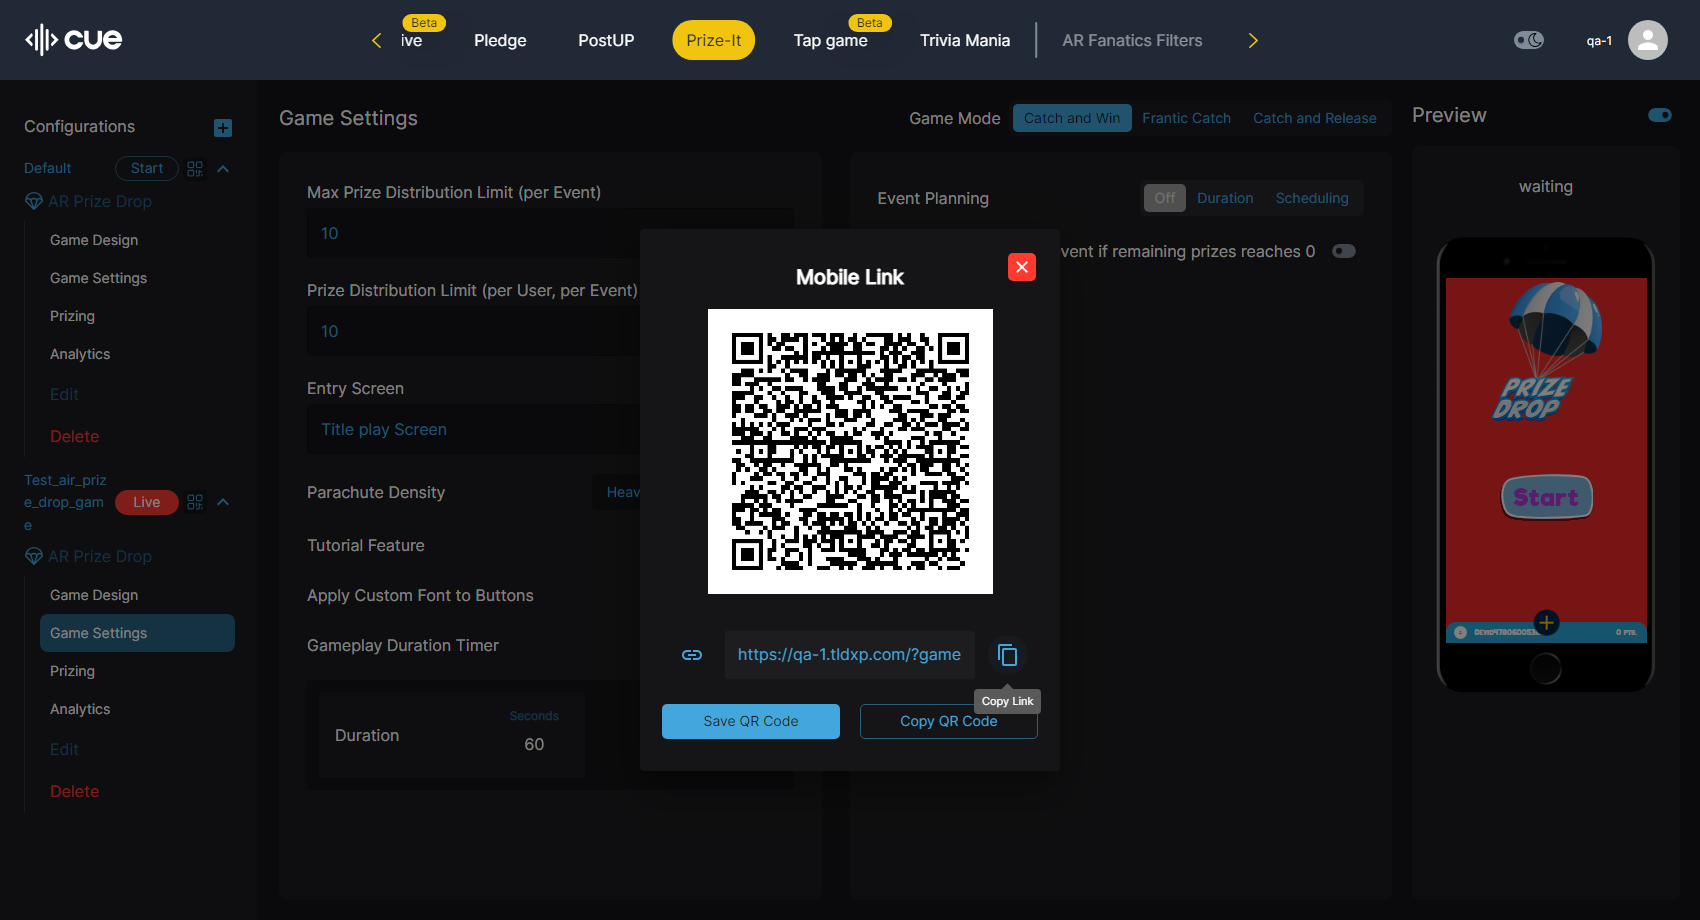 cue
ive
Beta
Pledge
PostUP
Prize-It
Tap game
Beta
Trivia Mania
AR Fanatics Filters
qa-1
Configurations
Default
Start
AR Prize Drop
Game Design
Game Settings
Prizing
Analytics
Edit
Delete
Test_air_priz
e_drop_gam
e
Live
AR Prize Drop
Game Design
Game Settings
Prizing
Analytics
Edit
Delete
Game Settings
Game Mode
Catch and Win
Frantic Catch
Catch and Release
Max Prize Distribution Limit (per Event)
10
Prize Distribution Limit (per User, per Event)
10
Entry Screen
Title play Screen
Parachute Density
Heav
Tutorial Feature
Apply Custom Font to Buttons
Gameplay Duration Timer
Duration
Seconds
60
Event Planning
Off
Duration
Scheduling
vent if remaining prizes reaches 0
Mobile Link
https://qa-1.tldxp.com/?game
Copy Link
Save QR Code
Copy QR Code
Preview
waiting
PRIZE
DROP
Start
0 PTS.